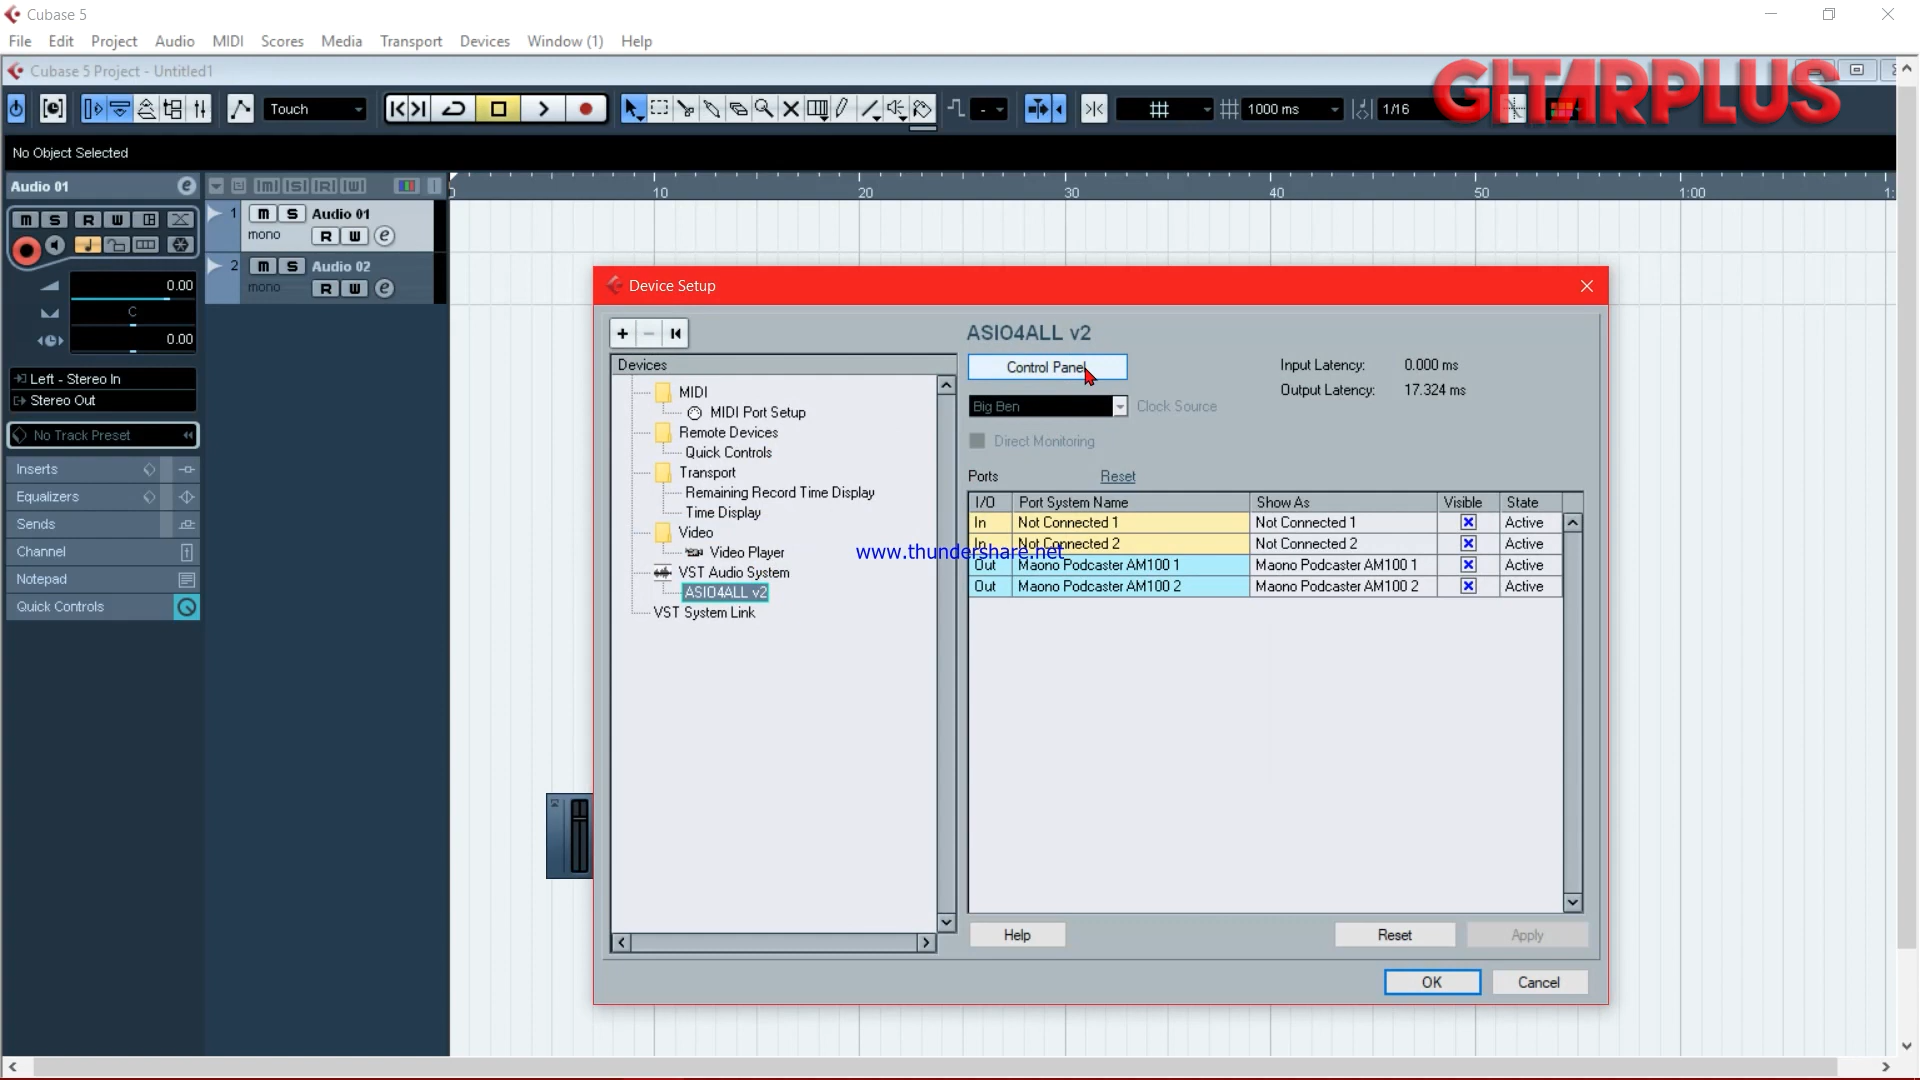 Cubase 5
File Edit Project Audio MIDI Scores Media Transport Devices Window (1) Help
Cubase 5 Project - Untitled1
GITARPLUS
Touch
1000 ms
1/16
No Object Selected
Audio 01
10 20 30 40 50 1:00
M S R W
1 M S Audio 01
mono R W
2 M S Audio 02
mono R W
0.00
C
0.00
Left - Stereo In
Stereo Out
No Track Preset
Inserts
Equalizers
Sends
Channel
Notepad
Quick Controls
Device Setup
Devices
MIDI
MIDI Port Setup
Remote Devices
Quick Controls
Transport
Remaining Record Time Display
Time Display
Video
Video Player
VST Audio System
ASIO4ALL v2
VST System Link
ASIO4ALL v2
Control Panel
Input Latency: 0.000 ms
Output Latency: 17.324 ms
Big Ben Clock Source
Direct Monitoring
Ports Reset
I/O Port System Name Show As Visible State
In Not Connected 1 Not Connected 1 Active
In Not Connected 2 Not Connected 2 Active
www.thundershare.net
Out Maono Podcaster AM100 1 Maono Podcaster AM100 1 Active
Out Maono Podcaster AM100 2 Maono Podcaster AM100 2 Active
Help Reset Apply
OK Cancel